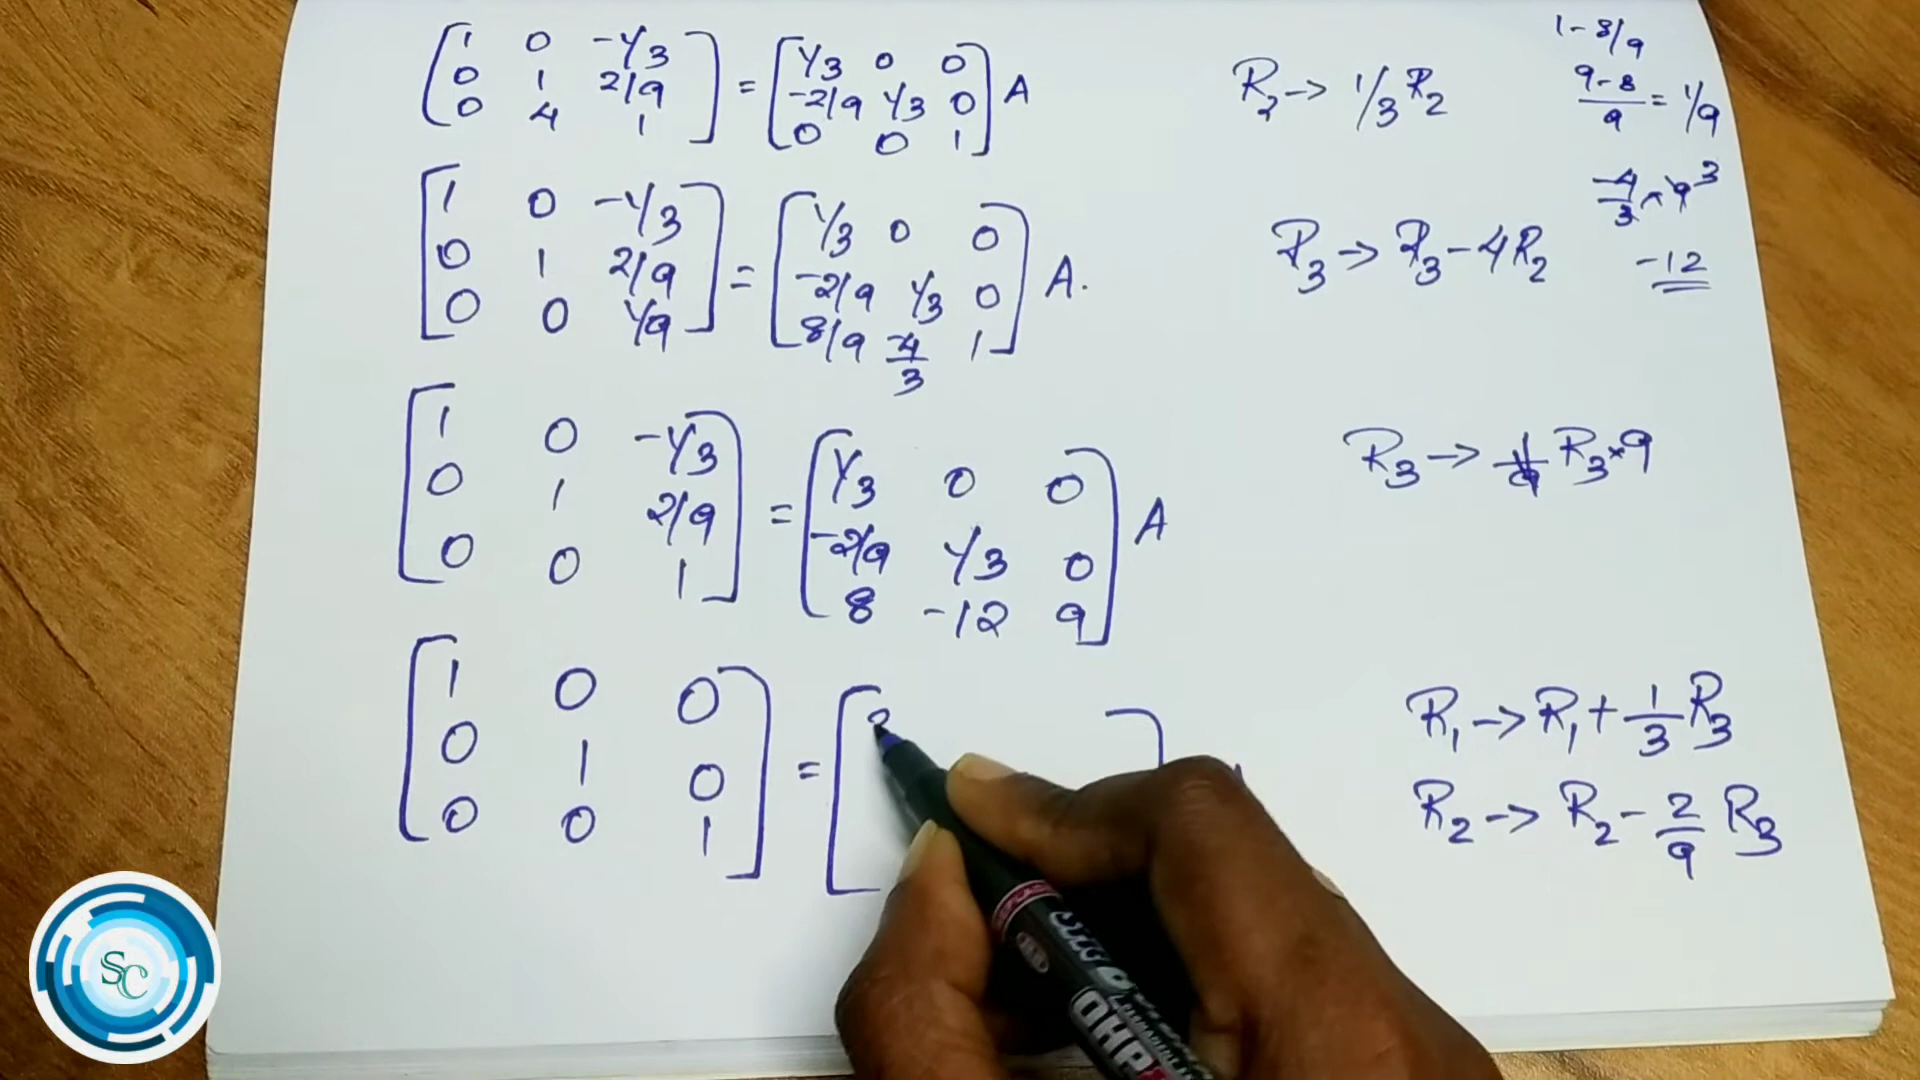 1 0 -1/3
0 1 2/9
0 4 1
=
1/3 0 0
-2/9 1/3 0
0 0 1
A
R2 → 1/3 R2
1 - 8/9
9-8/9 = 1/9
1 0 -1/3
0 1 2/9
0 0 1/9
=
1/3 0 0
-2/9 1/3 0
8/9 -4/3 1
A.
R3 → R3 - 4R2
-4/3 × 9 3
-12
1 0 -1/3
0 1 2/9
0 0 1
=
1/3 0 0
-2/9 1/3 0
8 -12 9
A
R3 → R3 × 9
1 0 0
0 1 0
0 0 1
=
R1 → R1 + 1/3 R3
R2 → R2 - 2/9 R3
SC
OHP